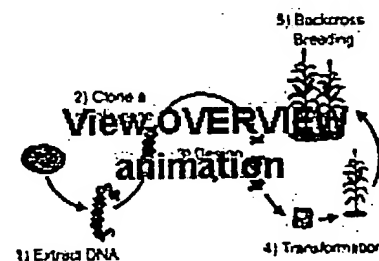 5) Backcross
Breeding
2) Clone a
View OVERVIEW
animation
1) Extract DNA
4) Transformation